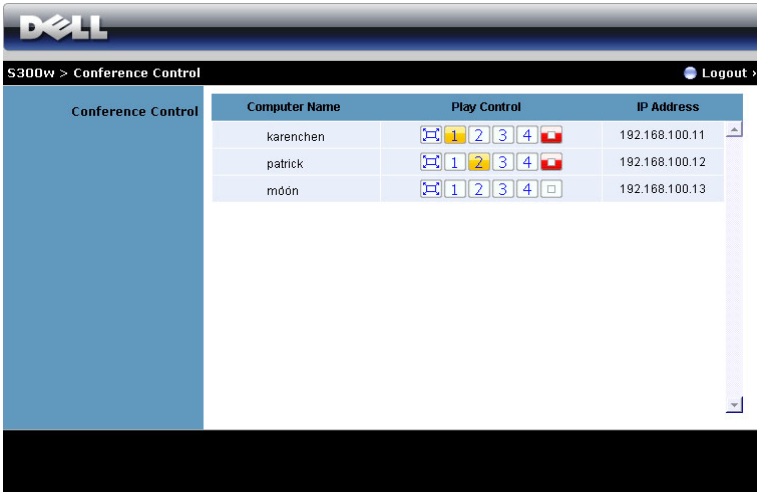 DELL
S300w > Conference Control
Logout ›
Conference Control
Computer Name Play Control IP Address
karenchen 1 2 3 4 192.168.100.11
patrick 1 2 3 4 192.168.100.12
móón 1 2 3 4 192.168.100.13